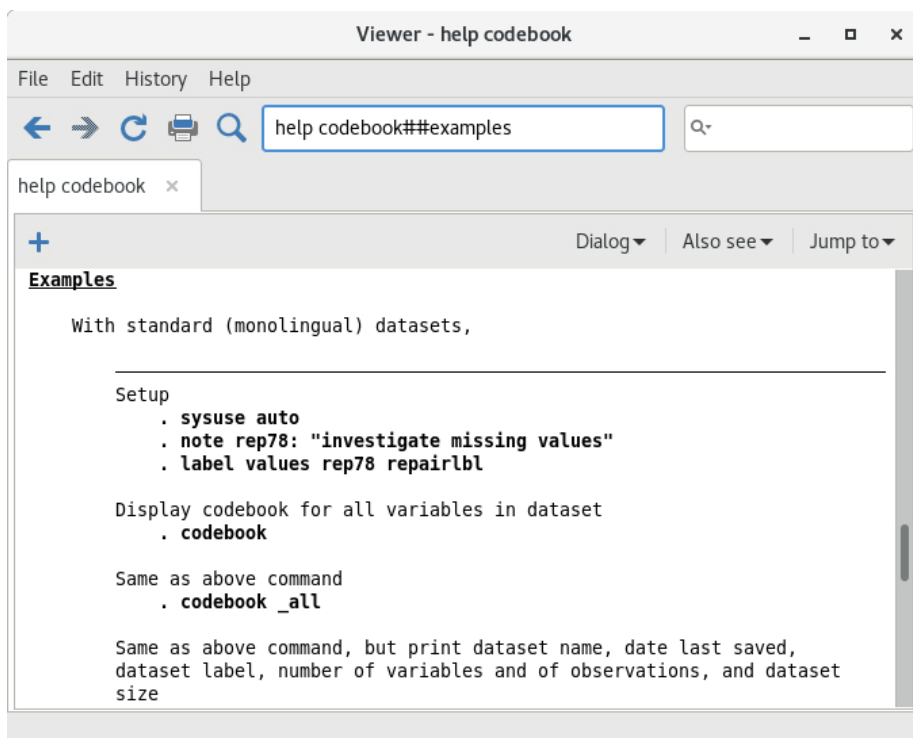 Viewer - help codebook
File Edit History Help
help codebook##examples
help codebook
Dialog Also see Jump to
Examples
With standard (monolingual) datasets,
Setup
. sysuse auto
. note rep78: "investigate missing values"
. label values rep78 repairlbl
Display codebook for all variables in dataset
. codebook
Same as above command
. codebook _all
Same as above command, but print dataset name, date last saved,
dataset label, number of variables and of observations, and dataset
size